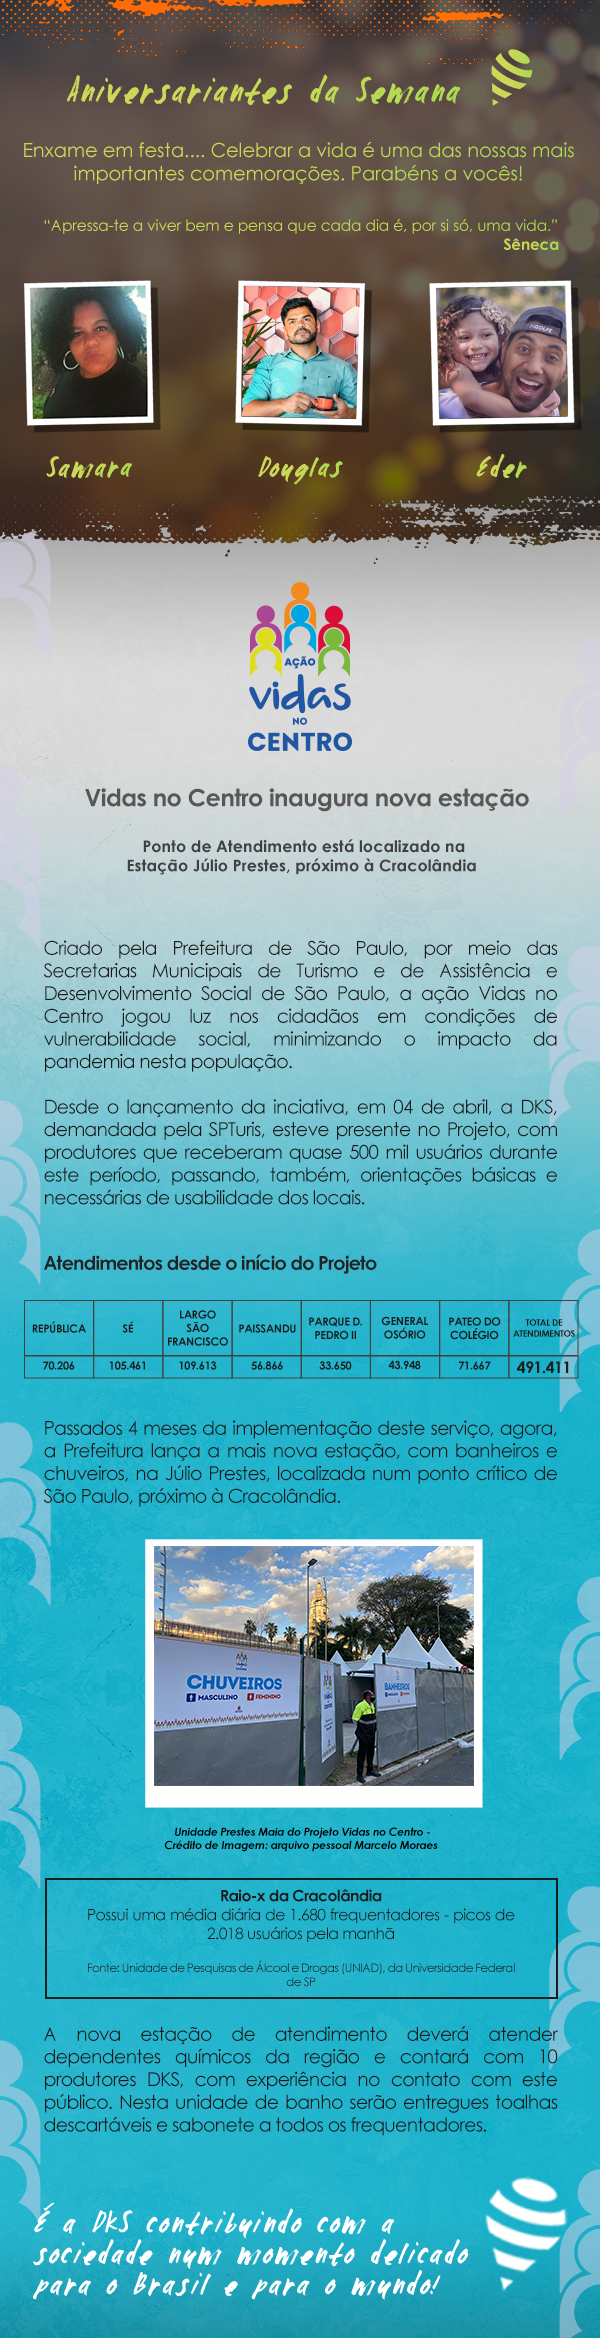 Aniversariantes da Semana
Enxame em festa.... Celebrar a vida é uma das nossas mais
importantes comemorações. Parabéns a vocês!
“Apressa-te a viver bem e pensa que cada dia é, por si só, uma vida.”
Sêneca
HGOLFE
Samara
Douglas
Eder
AÇÃO
vidas
NO
CENTRO
Vidas no Centro inaugura nova estação
Ponto de Atendimento está localizado na
Estação Júlio Prestes, próximo à Cracolândia
Criado pela Prefeitura de São Paulo, por meio das
Secretarias Municipais de Turismo e de Assistência e
Desenvolvimento Social de São Paulo, a ação Vidas no
Centro jogou luz nos cidadãos em condições de
vulnerabilidade social, minimizando o impacto da
pandemia nesta população.
Desde o lançamento da inciativa, em 04 de abril, a DKS,
demandada pela SPTuris, esteve presente no Projeto, com
produtores que receberam quase 500 mil usuários durante
este período, passando, também, orientações básicas e
necessárias de usabilidade dos locais.
Atendimentos desde o início do Projeto
REPÚBLICA SÉ LARGO SÃO FRANCISCO PAISSANDU PARQUE D. PEDRO II GENERAL OSÓRIO PATEO DO COLÉGIO TOTAL DE ATENDIMENTOS
70.206 105.461 109.613 56.866 33.650 43.948 71.667 491.411
Passados 4 meses da implementação deste serviço, agora,
a Prefeitura lança a mais nova estação, com banheiros e
chuveiros, na Júlio Prestes, localizada num ponto crítico de
São Paulo, próximo à Cracolândia.
CHUVEIROS
MASCULINO FEMININO
vidas
CENTRO
BANHEIROS
Unidade Prestes Maia do Projeto Vidas no Centro -
Crédito de Imagem: arquivo pessoal Marcelo Moraes
Raio-x da Cracolândia
Possui uma média diária de 1.680 frequentadores - picos de
2.018 usuários pela manhã
Fonte: Unidade de Pesquisas de Álcool e Drogas (UNIAD), da Universidade Federal
de SP
A nova estação de atendimento deverá atender
dependentes químicos da região e contará com 10
produtores DKS, com experiência no contato com este
público. Nesta unidade de banho serão entregues toalhas
descartáveis e sabonete a todos os frequentadores.
É a DKS contribuindo com a
sociedade num momento delicado
para o Brasil e para o mundo!